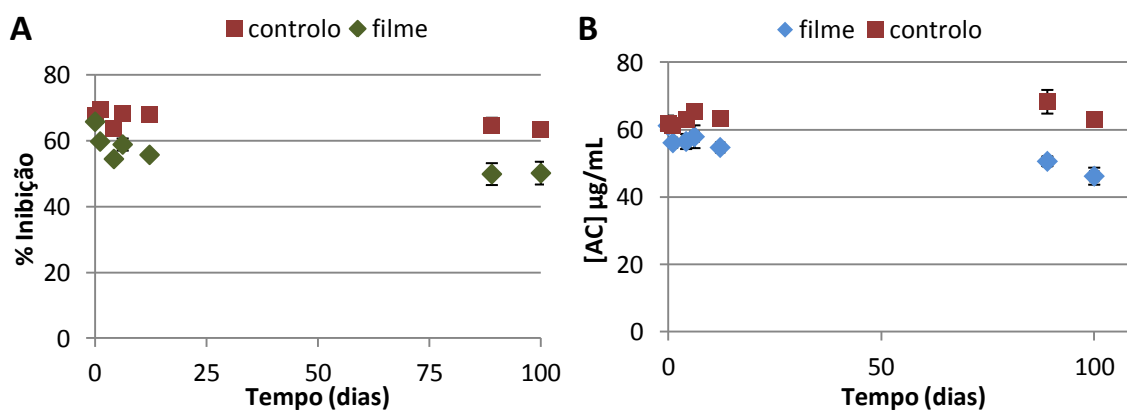 A
controlo filme
% Inibição
80
60
40
20
0
0 25 50 75 100
Tempo (dias)
B
filme controlo
[AC] µg/mL
80
60
40
20
0
0 50 100
Tempo (dias)